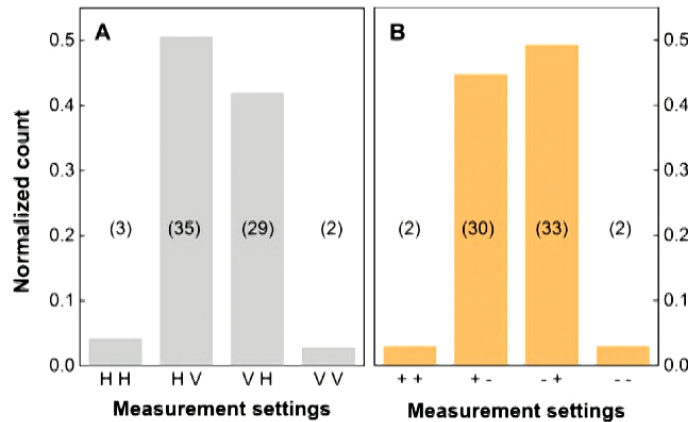 A
B
Normalized count
0.5
0.4
0.3
0.2
0.1
0.0
(3)
(35)
(29)
(2)
(2)
(30)
(33)
(2)
0.5
0.4
0.3
0.2
0.1
0.0
H H
H V
V H
V V
+ +
+ -
- +
- -
Measurement settings
Measurement settings